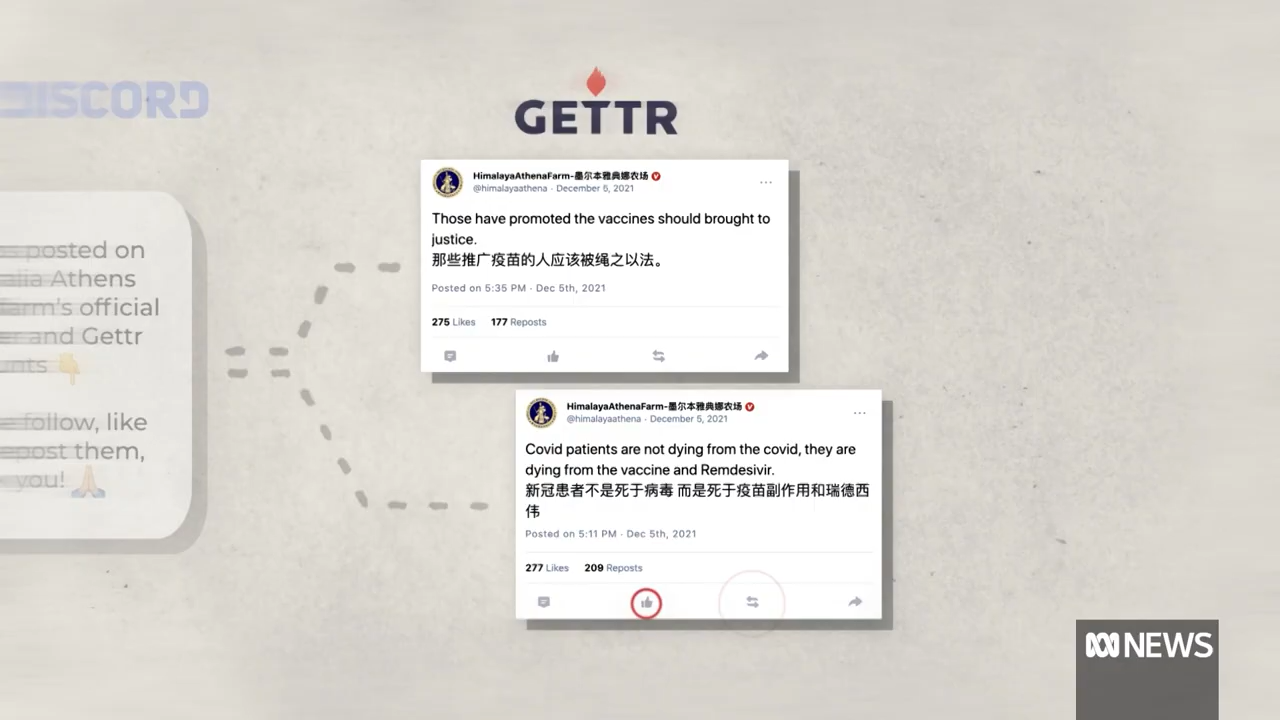 DISCORD
posted on
Athens
official
and Gettr
👇
follow, like
them,
you! 🙏
GETTR
HimalayaAthenaFarm-墨尔本雅典娜农场
@himalayaathena · December 5, 2021
Those have promoted the vaccines should brought to
justice.
那些推广疫苗的人应该被绳之以法。
Posted on 5:35 PM · Dec 5th, 2021
275 Likes 177 Reposts
HimalayaAthenaFarm-墨尔本雅典娜农场
@himalayaathena · December 5, 2021
Covid patients are not dying from the covid, they are
dying from the vaccine and Remdesivir.
新冠患者不是死于病毒 而是死于疫苗副作用和瑞德西
伟
Posted on 5:11 PM · Dec 5th, 2021
277 Likes 209 Reposts
NEWS